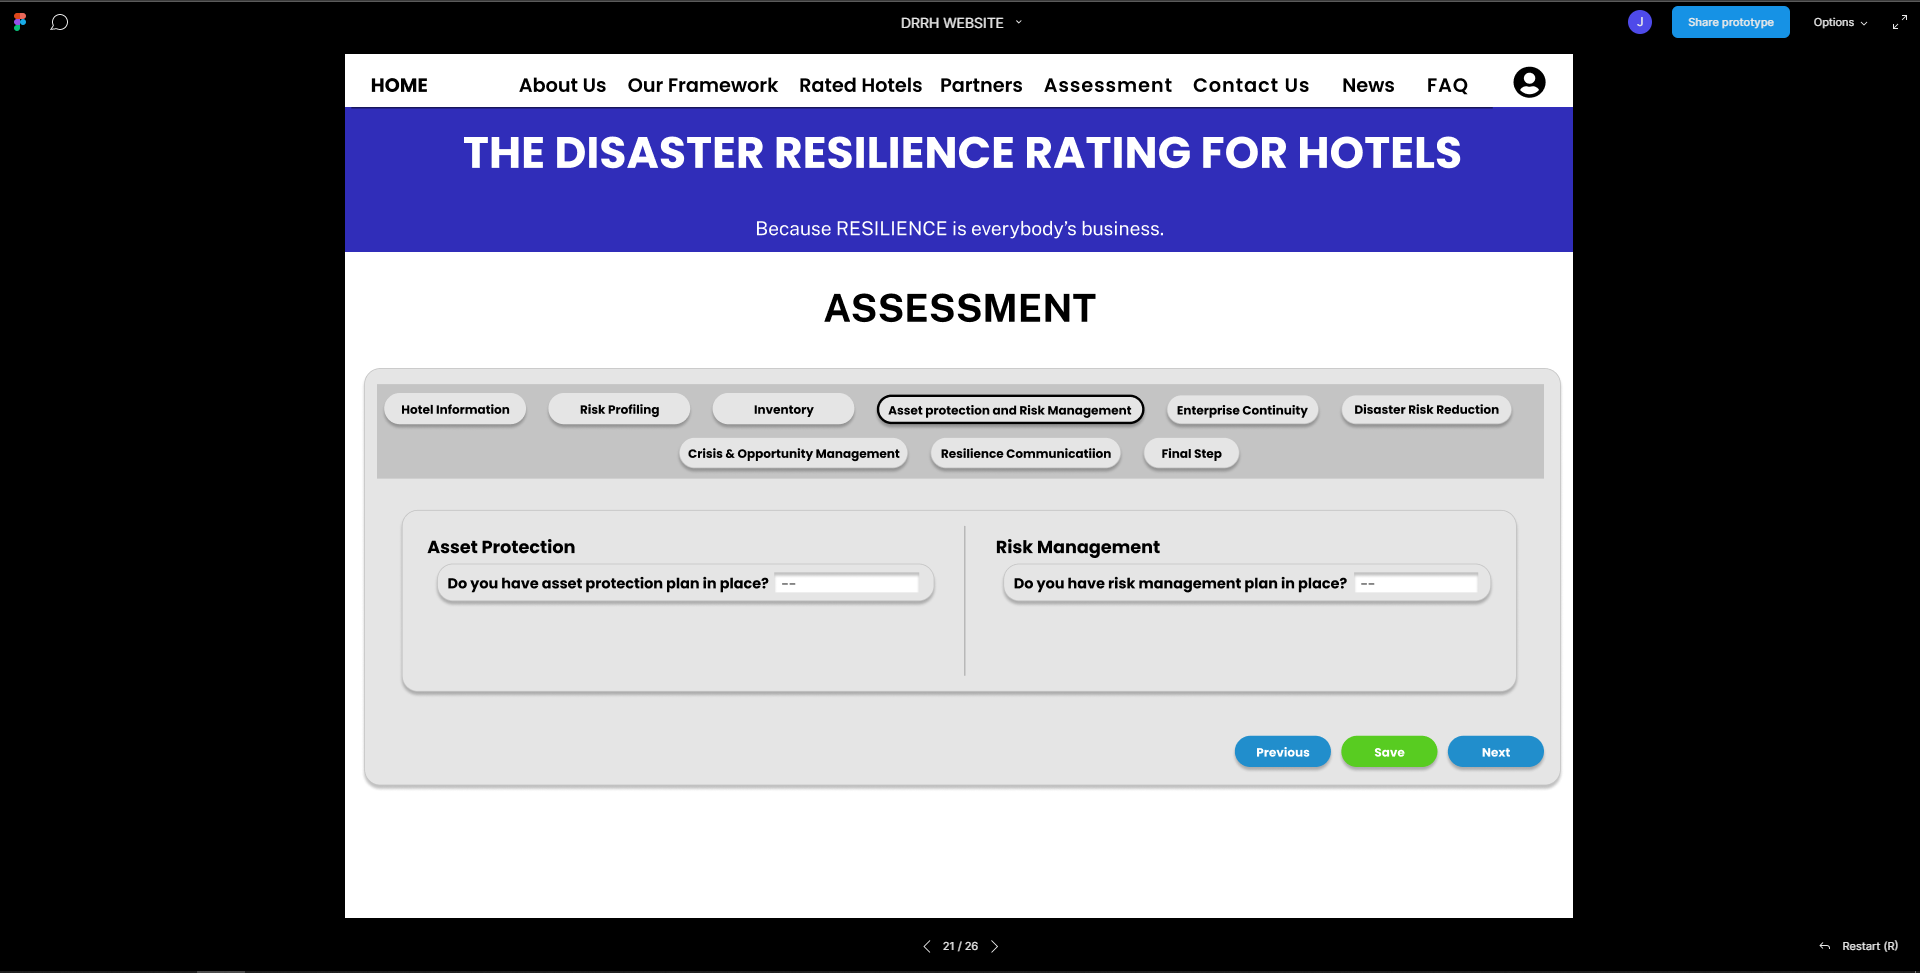 DRRH WEBSITE
J
Share prototype
Options
HOME About Us Our Framework Rated Hotels Partners Assessment Contact Us News FAQ
THE DISASTER RESILIENCE RATING FOR HOTELS
Because RESILIENCE is everybody's business.
ASSESSMENT
Hotel Information Risk Profiling Inventory Asset protection and Risk Management Enterprise Continuity Disaster Risk Reduction
Crisis & Opportunity Management Resilience Communicatiion Final Step
Asset Protection
Do you have asset protection plan in place? --
Risk Management
Do you have risk management plan in place? --
Previous Save Next
21 / 26
Restart (R)